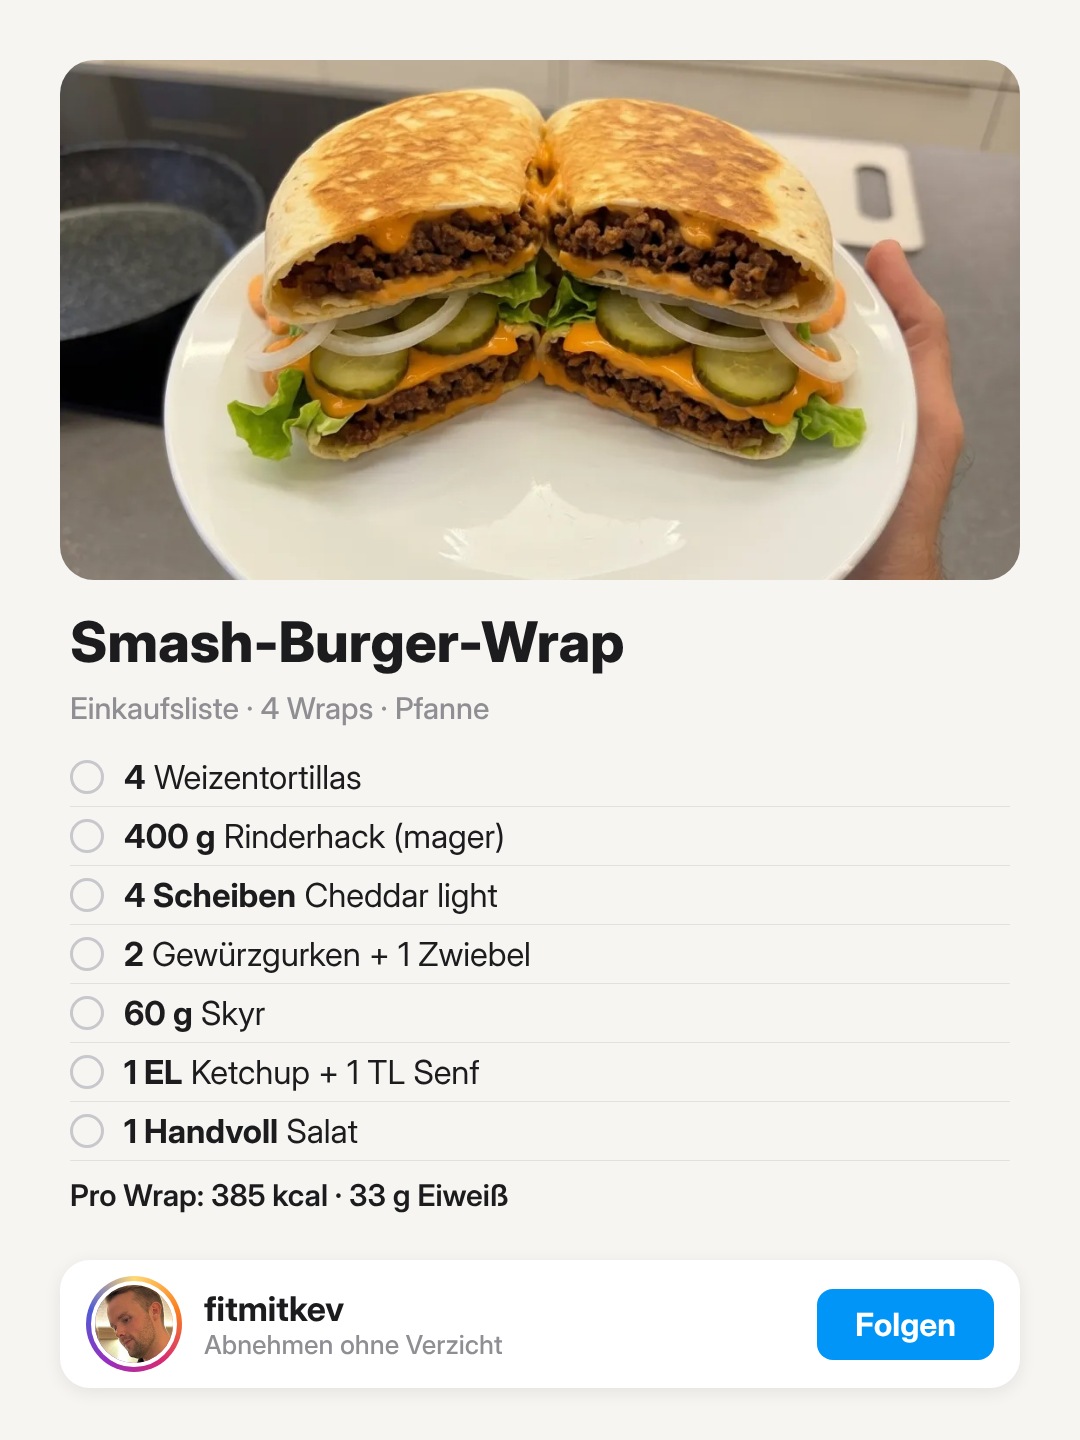 Smash-Burger-Wrap
Einkaufsliste · 4 Wraps · Pfanne
4 Weizentortillas
400 g Rinderhack (mager)
4 Scheiben Cheddar light
2 Gewürzgurken + 1 Zwiebel
60 g Skyr
1 EL Ketchup + 1 TL Senf
1 Handvoll Salat
Pro Wrap: 385 kcal · 33 g Eiweiß
fitmitkev
Abnehmen ohne Verzicht
Folgen